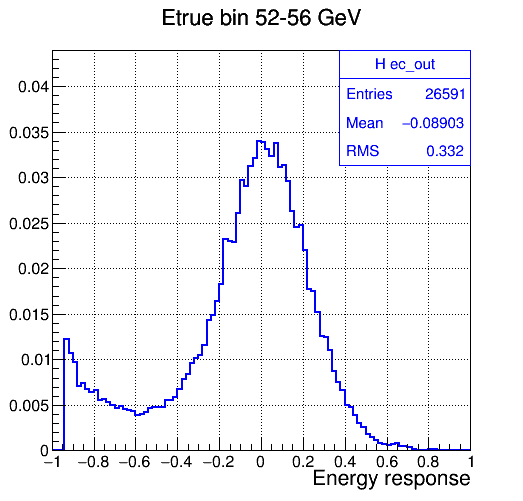 Etrue bin 52-56 GeV
H ec_out
Entries 26591
Mean −0.08903
RMS 0.332
0.04
0.035
0.03
0.025
0.02
0.015
0.01
0.005
0
−1 −0.8 −0.6 −0.4 −0.2 0 0.2 0.4 0.6 0.8 1
Energy response